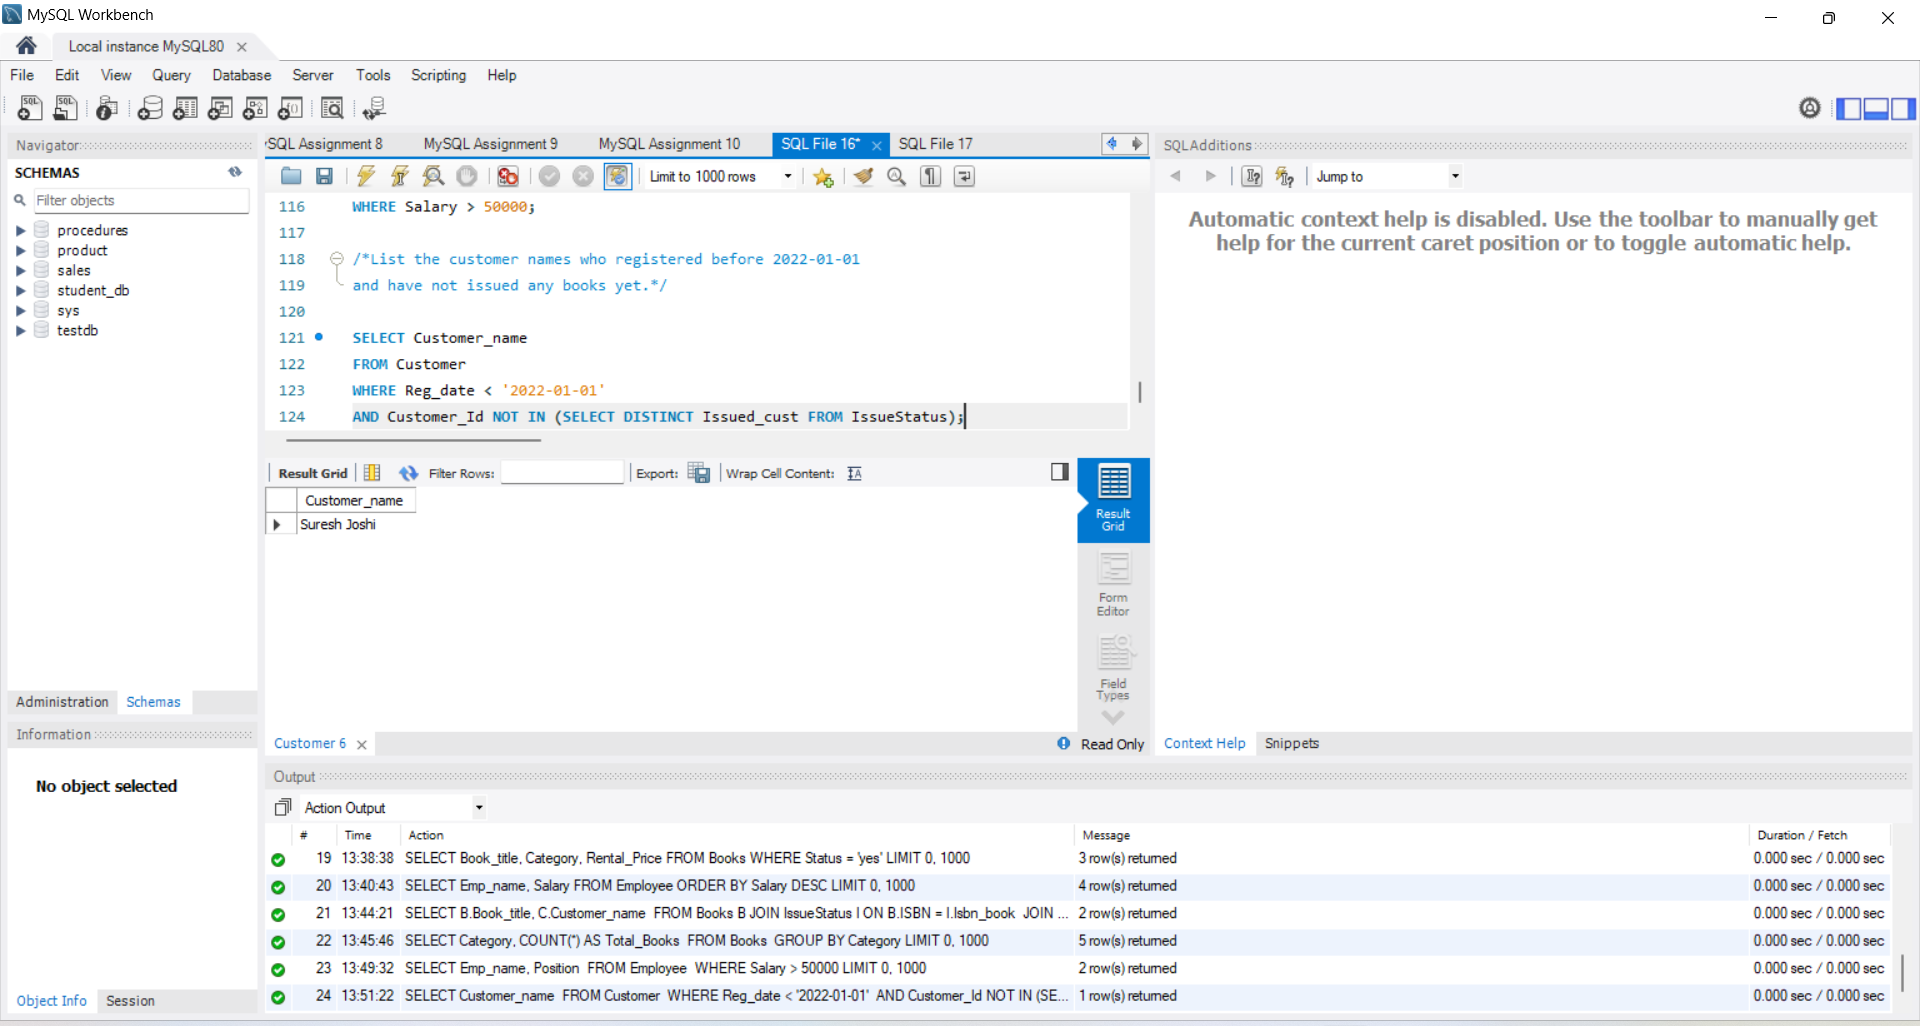 MySQL Workbench
Local instance MySQL80
File Edit View Query Database Server Tools Scripting Help
Navigator
SCHEMAS
Filter objects
procedures
product
sales
student_db
sys
testdb
Administration Schemas
Information
No object selected
Object Info Session
SQL Assignment 8 MySQL Assignment 9 MySQL Assignment 10 SQL File 16* SQL File 17
Limit to 1000 rows
116 WHERE Salary > 50000;
117
118 /*List the customer names who registered before 2022-01-01
119 and have not issued any books yet.*/
120
121 SELECT Customer_name
122 FROM Customer
123 WHERE Reg_date < '2022-01-01'
124 AND Customer_Id NOT IN (SELECT DISTINCT Issued_cust FROM IssueStatus);
Result Grid Filter Rows: Export: Wrap Cell Content:
Customer_name
Suresh Joshi
Result Grid
Form Editor
Field Types
Customer 6
Read Only
SQLAdditions
Jump to
Automatic context help is disabled. Use the toolbar to manually get
help for the current caret position or to toggle automatic help.
Context Help Snippets
Output
Action Output
# Time Action Message Duration / Fetch
19 13:38:38 SELECT Book_title, Category, Rental_Price FROM Books WHERE Status = 'yes' LIMIT 0, 1000 3 row(s) returned 0.000 sec / 0.000 sec
20 13:40:43 SELECT Emp_name, Salary FROM Employee ORDER BY Salary DESC LIMIT 0, 1000 4 row(s) returned 0.000 sec / 0.000 sec
21 13:44:21 SELECT B.Book_title, C.Customer_name FROM Books B JOIN IssueStatus I ON B.ISBN = I.Isbn_book JOIN ... 2 row(s) returned 0.000 sec / 0.000 sec
22 13:45:46 SELECT Category, COUNT(*) AS Total_Books FROM Books GROUP BY Category LIMIT 0, 1000 5 row(s) returned 0.000 sec / 0.000 sec
23 13:49:32 SELECT Emp_name, Position FROM Employee WHERE Salary > 50000 LIMIT 0, 1000 2 row(s) returned 0.000 sec / 0.000 sec
24 13:51:22 SELECT Customer_name FROM Customer WHERE Reg_date < '2022-01-01' AND Customer_Id NOT IN (SE... 1 row(s) returned 0.000 sec / 0.000 sec